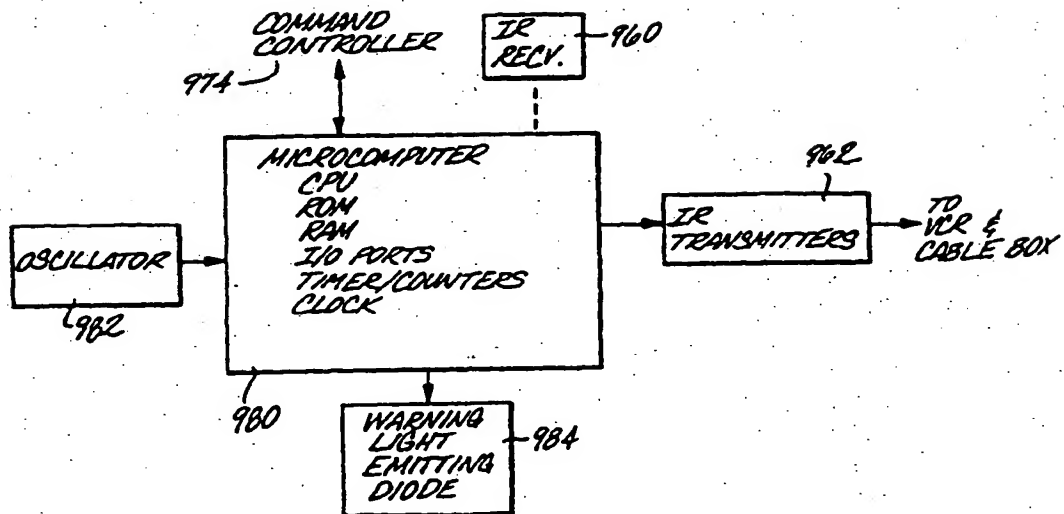 COMMAND
CONTROLLER
974
IR
RECV.
960
MICROCOMPUTER
CPU
ROM
RAM
I/O PORTS
TIMER/COUNTERS
CLOCK
980
OSCILLATOR
982
IR
TRANSMITTERS
962
TO
VCR &
CABLE BOX
WARNING
LIGHT
EMITTING
DIODE
984